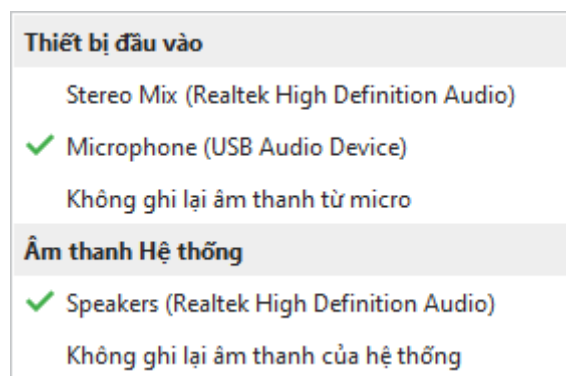 Thiết bị đầu vào
Stereo Mix (Realtek High Definition Audio)
Microphone (USB Audio Device)
Không ghi lại âm thanh từ micro
Âm thanh Hệ thống
Speakers (Realtek High Definition Audio)
Không ghi lại âm thanh của hệ thống